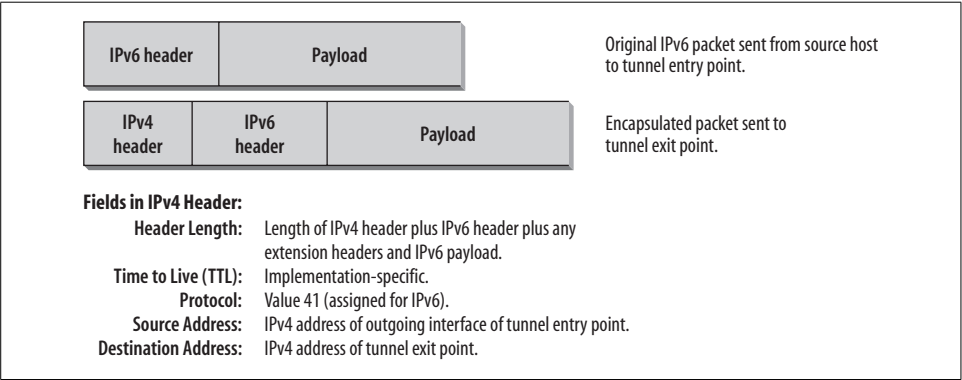 IPv6 header
Payload
Original IPv6 packet sent from source host
to tunnel entry point.
IPv4
header
IPv6
header
Payload
Encapsulated packet sent to
tunnel exit point.
Fields in IPv4 Header:
Header Length: Length of IPv4 header plus IPv6 header plus any
extension headers and IPv6 payload.
Time to Live (TTL): Implementation-specific.
Protocol: Value 41 (assigned for IPv6).
Source Address: IPv4 address of outgoing interface of tunnel entry point.
Destination Address: IPv4 address of tunnel exit point.